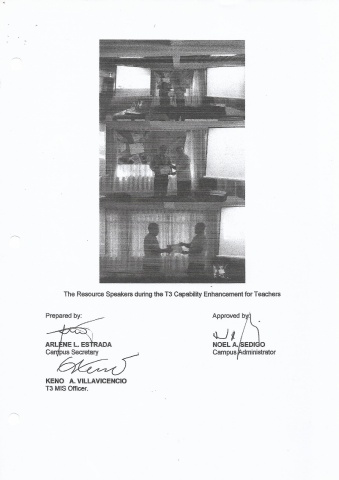 The Resource Speakers during the T3 Capability Enhancement for Teachers
Prepared by:
Approved by:
ARLENE L. ESTRADA
NOEL A. SEDIGO
Campus Secretary
Campus Administrator
KENO A. VILLAVICENCIO
T3 MIS Officer.